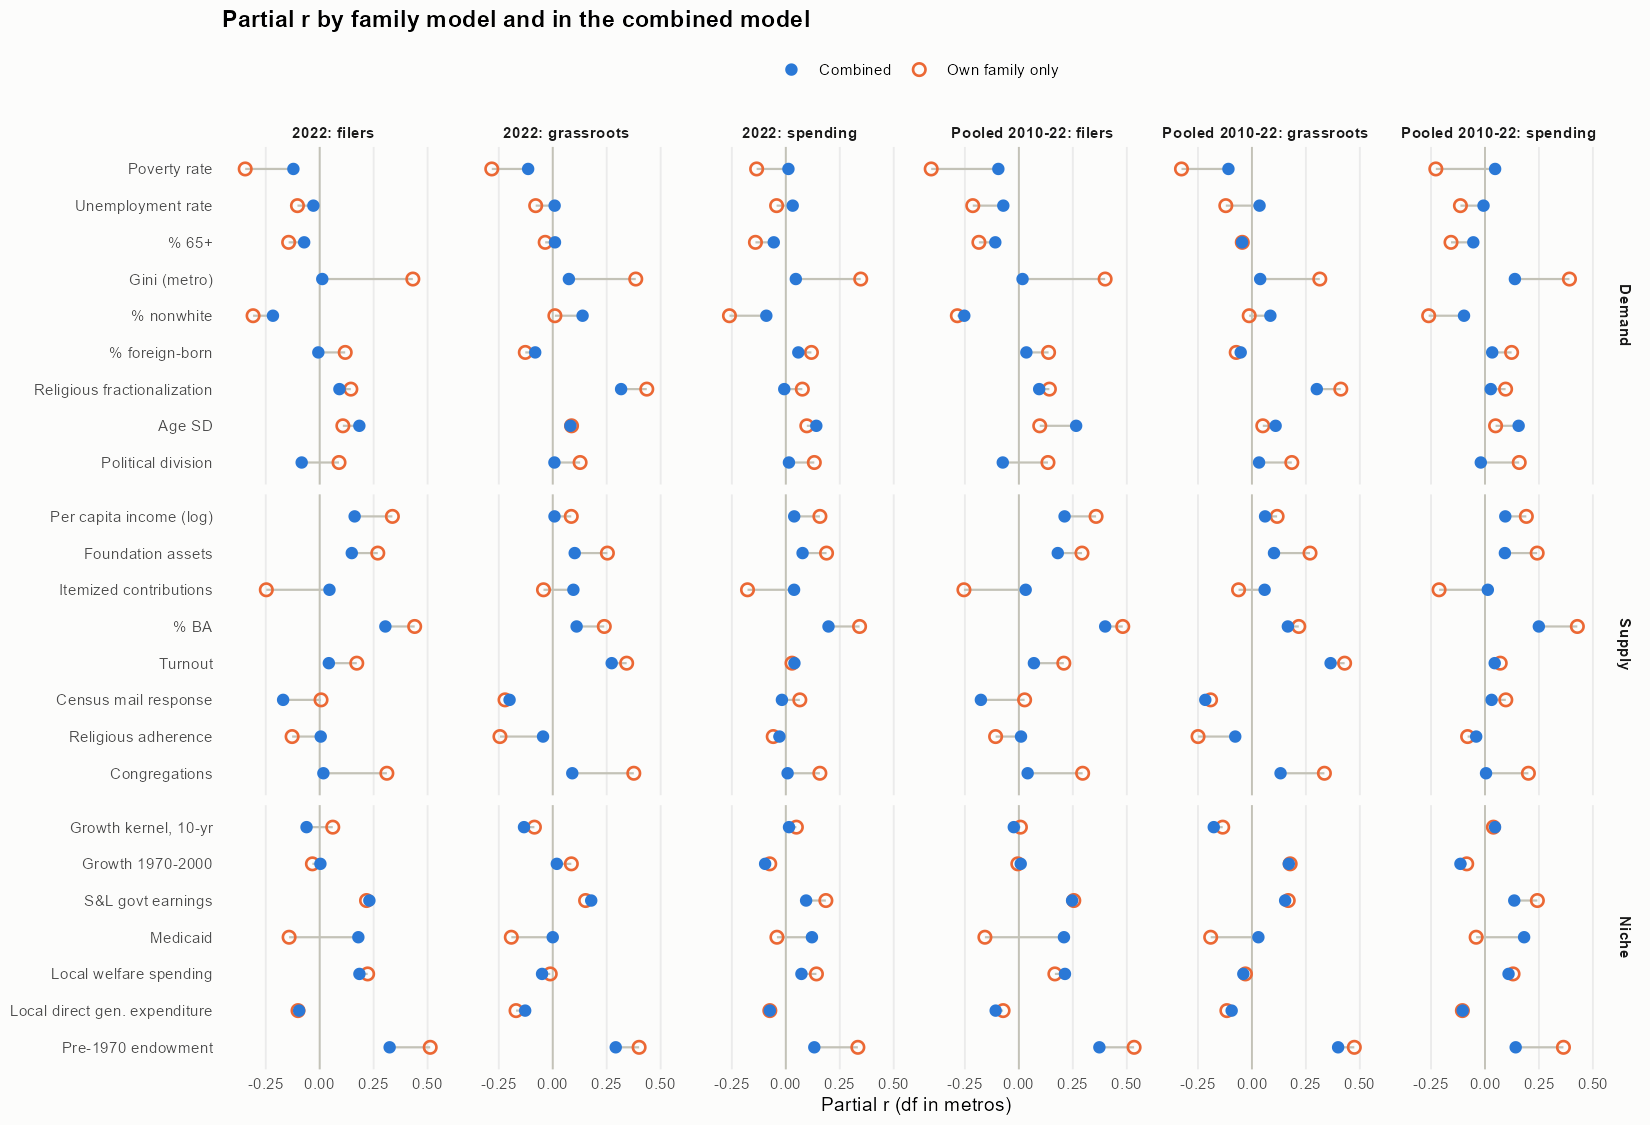 Partial r by family model and in the combined model
Combined Own family only
2022: filers 2022: grassroots 2022: spending Pooled 2010-22: filers Pooled 2010-22: grassroots Pooled 2010-22: spending
Poverty rate
Unemployment rate
% 65+
Gini (metro)
% nonwhite
% foreign-born
Religious fractionalization
Age SD
Political division
Demand
Per capita income (log)
Foundation assets
Itemized contributions
% BA
Turnout
Census mail response
Religious adherence
Congregations
Supply
Growth kernel, 10-yr
Growth 1970-2000
S&L govt earnings
Medicaid
Local welfare spending
Local direct gen. expenditure
Pre-1970 endowment
Niche
-0.25 0.00 0.25 0.50 -0.25 0.00 0.25 0.50 -0.25 0.00 0.25 0.50 -0.25 0.00 0.25 0.50 -0.25 0.00 0.25 0.50 -0.25 0.00 0.25 0.50
Partial r (df in metros)